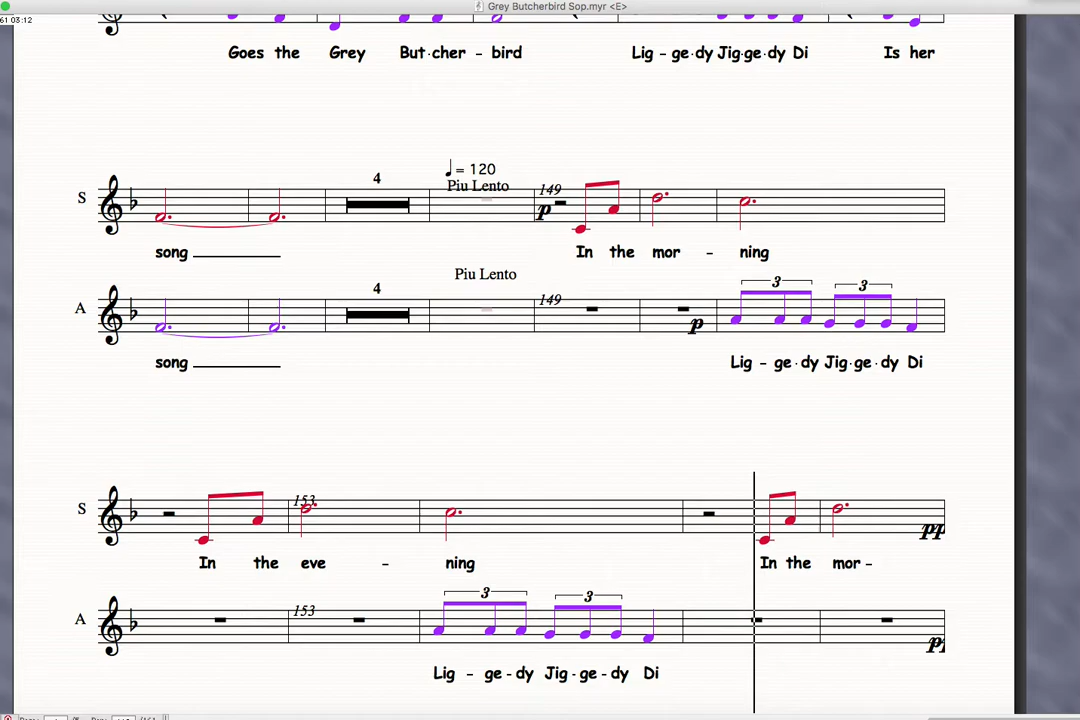 Grey Butcherbird Sop.myr <E>
61 03:12
Goes the Grey But-cher-bird Lig-ge-dy Jig-ge-dy Di Is her
= 120
4 Piu Lento 149
S p
song In the mor-ning
Piu Lento
4 149 3 3
A p
song Lig-ge-dy Jig-ge-dy Di
153
S pp
In the eve-ning In the mor-
153 3 3
A
Lig-ge-dy Jig-ge-dy Di